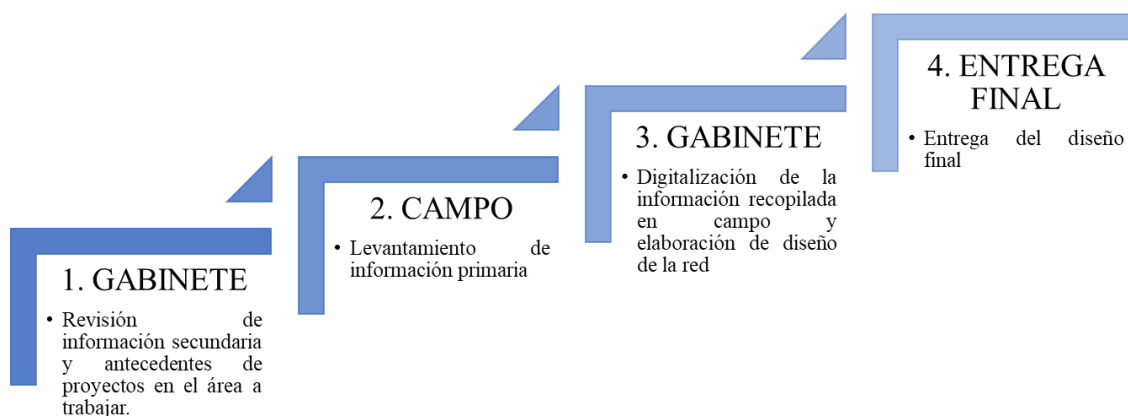 1. GABINETE
• Revisión de
información secundaria
y antecedentes de
proyectos en el área a
trabajar.
2. CAMPO
• Levantamiento de
información primaria
3. GABINETE
• Digitalización de la
información recopilada
en campo y
elaboración de diseño
de la red
4. ENTREGA
FINAL
• Entrega del diseño
final